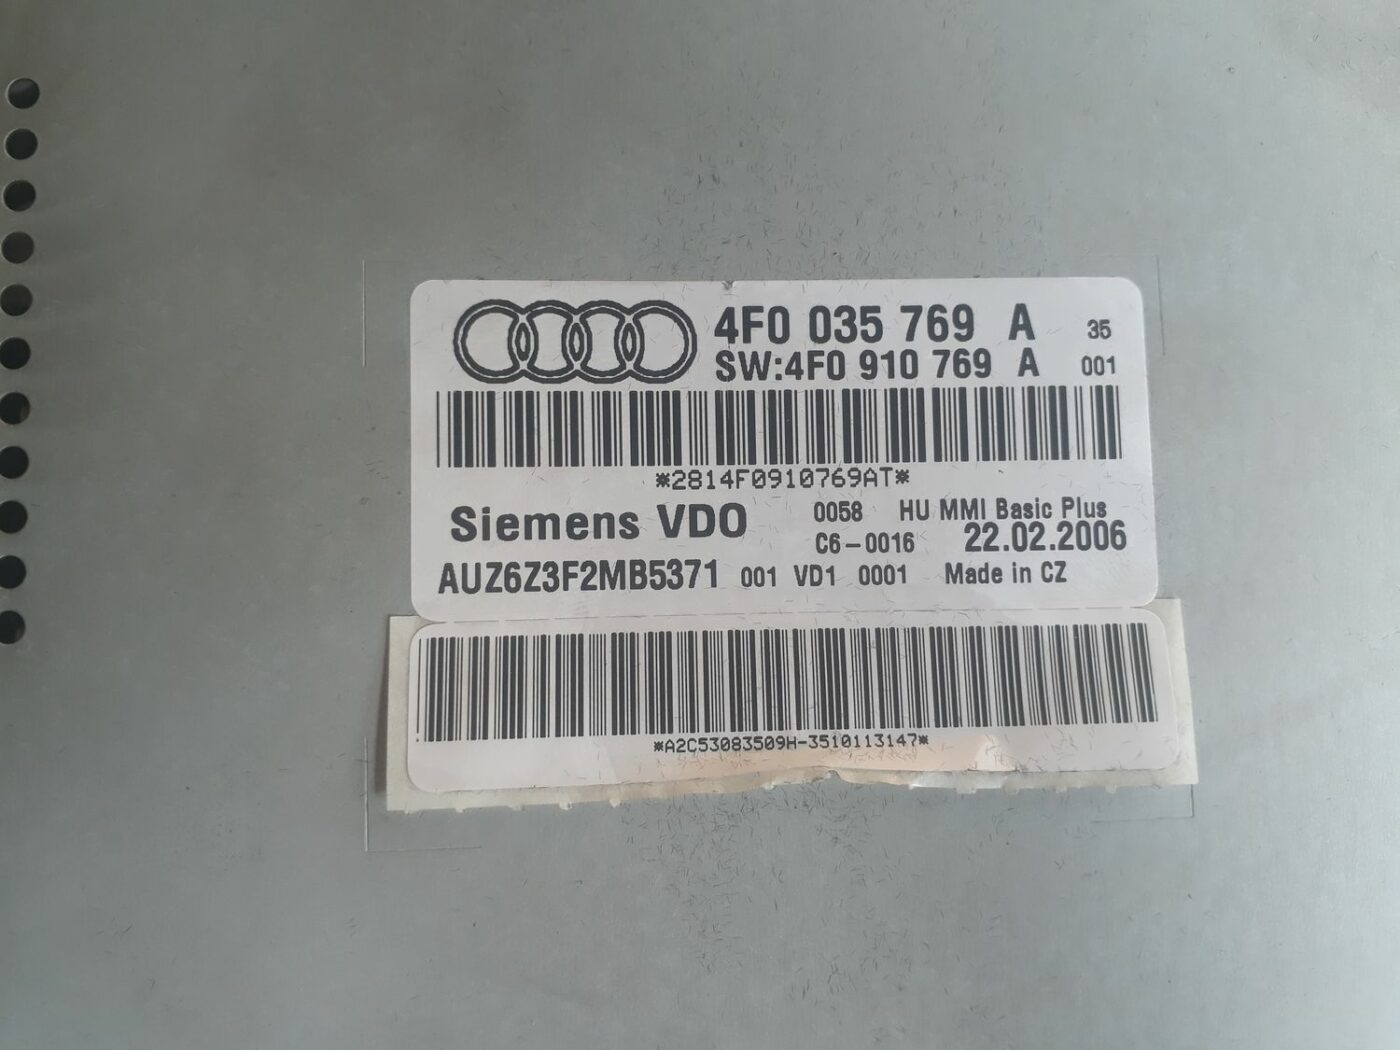 4F0 035 769 A 35
SW:4F0 910 769 A 001
*2814F0910769AT*
Siemens VDO 0058 HU MMI Basic Plus
C6-0016 22.02.2006
AUZ6Z3F2MB5371 001 VD1 0001 Made in CZ
*A2C53083509H-3510113147*